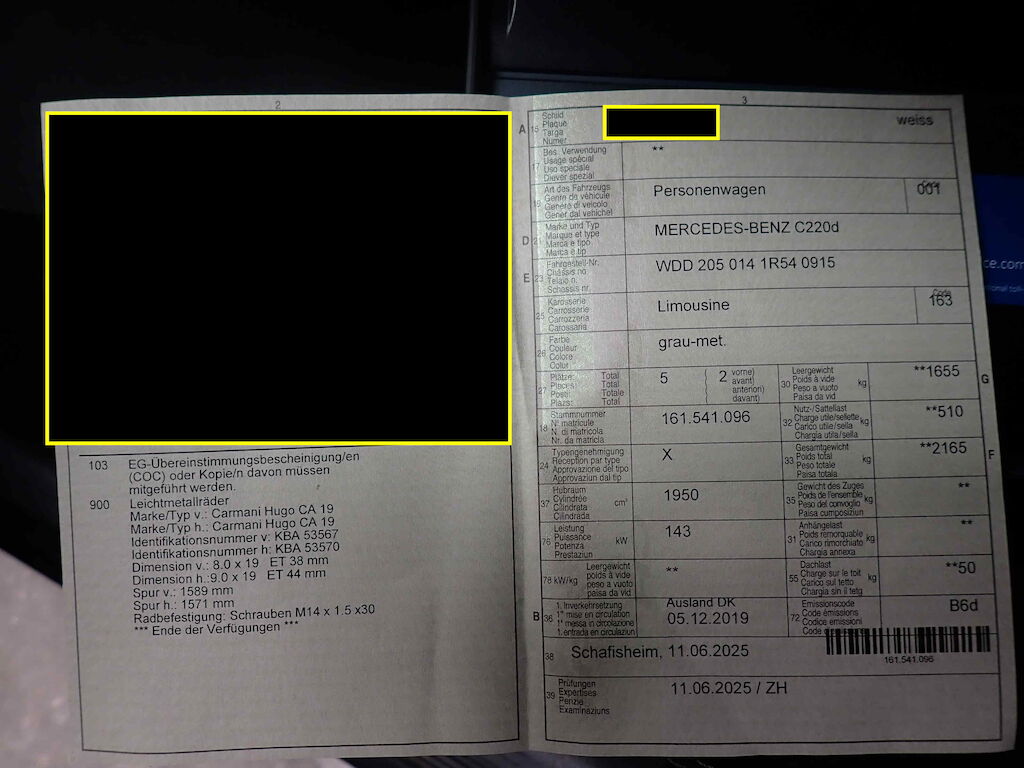 2
103 EG-Übereinstimmungsbescheinigung/en
(COC) oder Kopie/n davon müssen
mitgeführt werden.
900 Leichtmetallräder
Marke/Typ v.: Carmani Hugo CA 19
Marke/Typ h.: Carmani Hugo CA 19
Identifikationsnummer v: KBA 53567
Identifikationsnummer h: KBA 53570
Dimension v.: 8.0 x 19 ET 38 mm
Dimension h.:9.0 x 19 ET 44 mm
Spur v.: 1589 mm
Spur h.: 1571 mm
Radbefestigung: Schrauben M14 x 1.5 x30
*** Ende der Verfügungen ***
3
A 15 Schild
Plaque
Targa
Numer
weiss
17 Bes. Verwendung
Usage spécial
Uso speciale
Diever spezial
**
19 Art des Fahrzeugs
Genre de véhicule
Genere di veicolo
Gener dal vehichel
Personenwagen
Code
001
D 21 Marke und Typ
Marque et type
Marca e tipo
Marca e tip
MERCEDES-BENZ C220d
E 23 Fahrgestell-Nr.
Châssis no
Telaio n.
Schassis nr.
WDD 205 014 1R54 0915
25 Karosserie
Carrosserie
Carrozzeria
Carossaria
Limousine
Code
163
26 Farbe
Couleur
Colore
Color
grau-met.
27 Plätze: Total
Places: Total
Posti: Totale
Plazs: Total
5 ( 2 vorne)
avant)
anteriori)
davant)
30 Leergewicht
Poids à vide
Peso a vuoto
Paisa da vid
kg
**1655
G
18 Stammnummer
N° matricule
N. di matricola
Nr. da matricla
161.541.096
32 Nutz-/Sattellast
Charge utile/sellette
Carico utile/sella
Chargia utila/sella
kg
**510
24 Typengenehmigung
Réception par type
Approvazione del tipo
Approvaziun dal tip
X
33 Gesamtgewicht
Poids total
Peso totale
Paisa totala
kg
**2165
F
37 Hubraum
Cylindrée
Cilindrata
Cilindrada
cm³
1950
35 Gewicht des Zuges
Poids de l'ensemble
Peso del convoglio
Paisa cumposiziun
kg
**
76 Leistung
Puissance
Potenza
Prestaziun
kW
143
31 Anhängelast
Poids remorquable
Carico rimorchiato
Chargia annexa
kg
**
78 kW/kg Leergewicht
poids à vide
peso a vuoto
paisa da vid
**
55 Dachlast
Charge sur le toit
Carico sul tetto
Chargia sin il tetg
kg
**50
B 36 1. Inverkehrsetzung
1re mise en circulation
1a messa in circolazione
1. entrada en circulaziun
Ausland DK
05.12.2019
72 Emissionscode
Code émissions
Codice emissioni
Code
B6d
161.541.096
38 Schafisheim, 11.06.2025
39 Prüfungen
Expertises
Perizie
Examinaziuns
11.06.2025 / ZH
ce.com